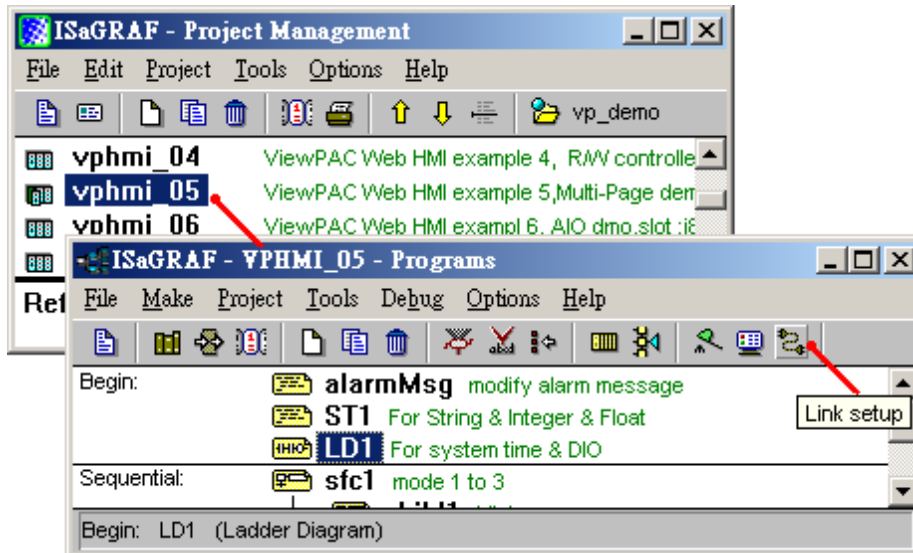 ISaGRAF - Project Management
File Edit Project Tools Options Help
vp_demo
vphmi_04 ViewPAC Web HMI example 4, R/W controlle
vphmi_05 ViewPAC Web HMI example 5,Multi-Page dem
vphmi_06 ViewPAC Web HMI exampl 6, AIO dmo,slot :i8
Ref
ISaGRAF - VPHMI_05 - Programs
File Make Project Tools Debug Options Help
Begin: alarmMsg modify alarm message
ST1 For String & Integer & Float
Link setup
LD1 For system time & DIO
Sequential: sfc1 mode 1 to 3
Begin: LD1 (Ladder Diagram)